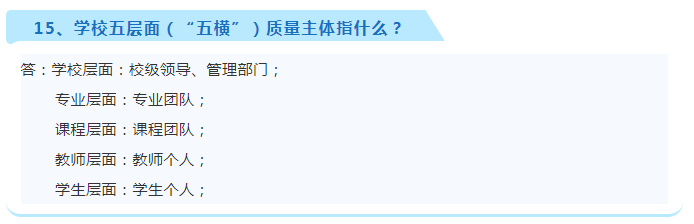 15、学校五层面（“五横”）质量主体指什么？
答：学校层面：校级领导、管理部门；
专业层面：专业团队；
课程层面：课程团队；
教师层面：教师个人；
学生层面：学生个人；